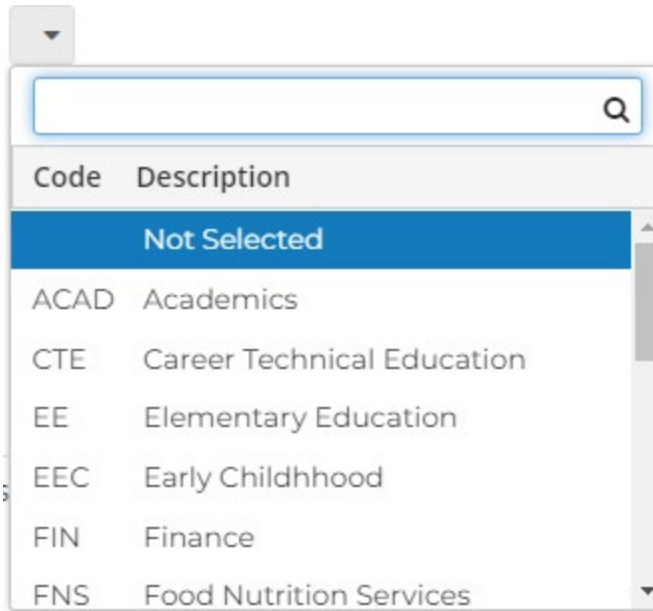 Code Description
Not Selected
ACAD Academics
CTE Career Technical Education
EE Elementary Education
EEC Early Childhhood
FIN Finance
FNS Food Nutrition Services